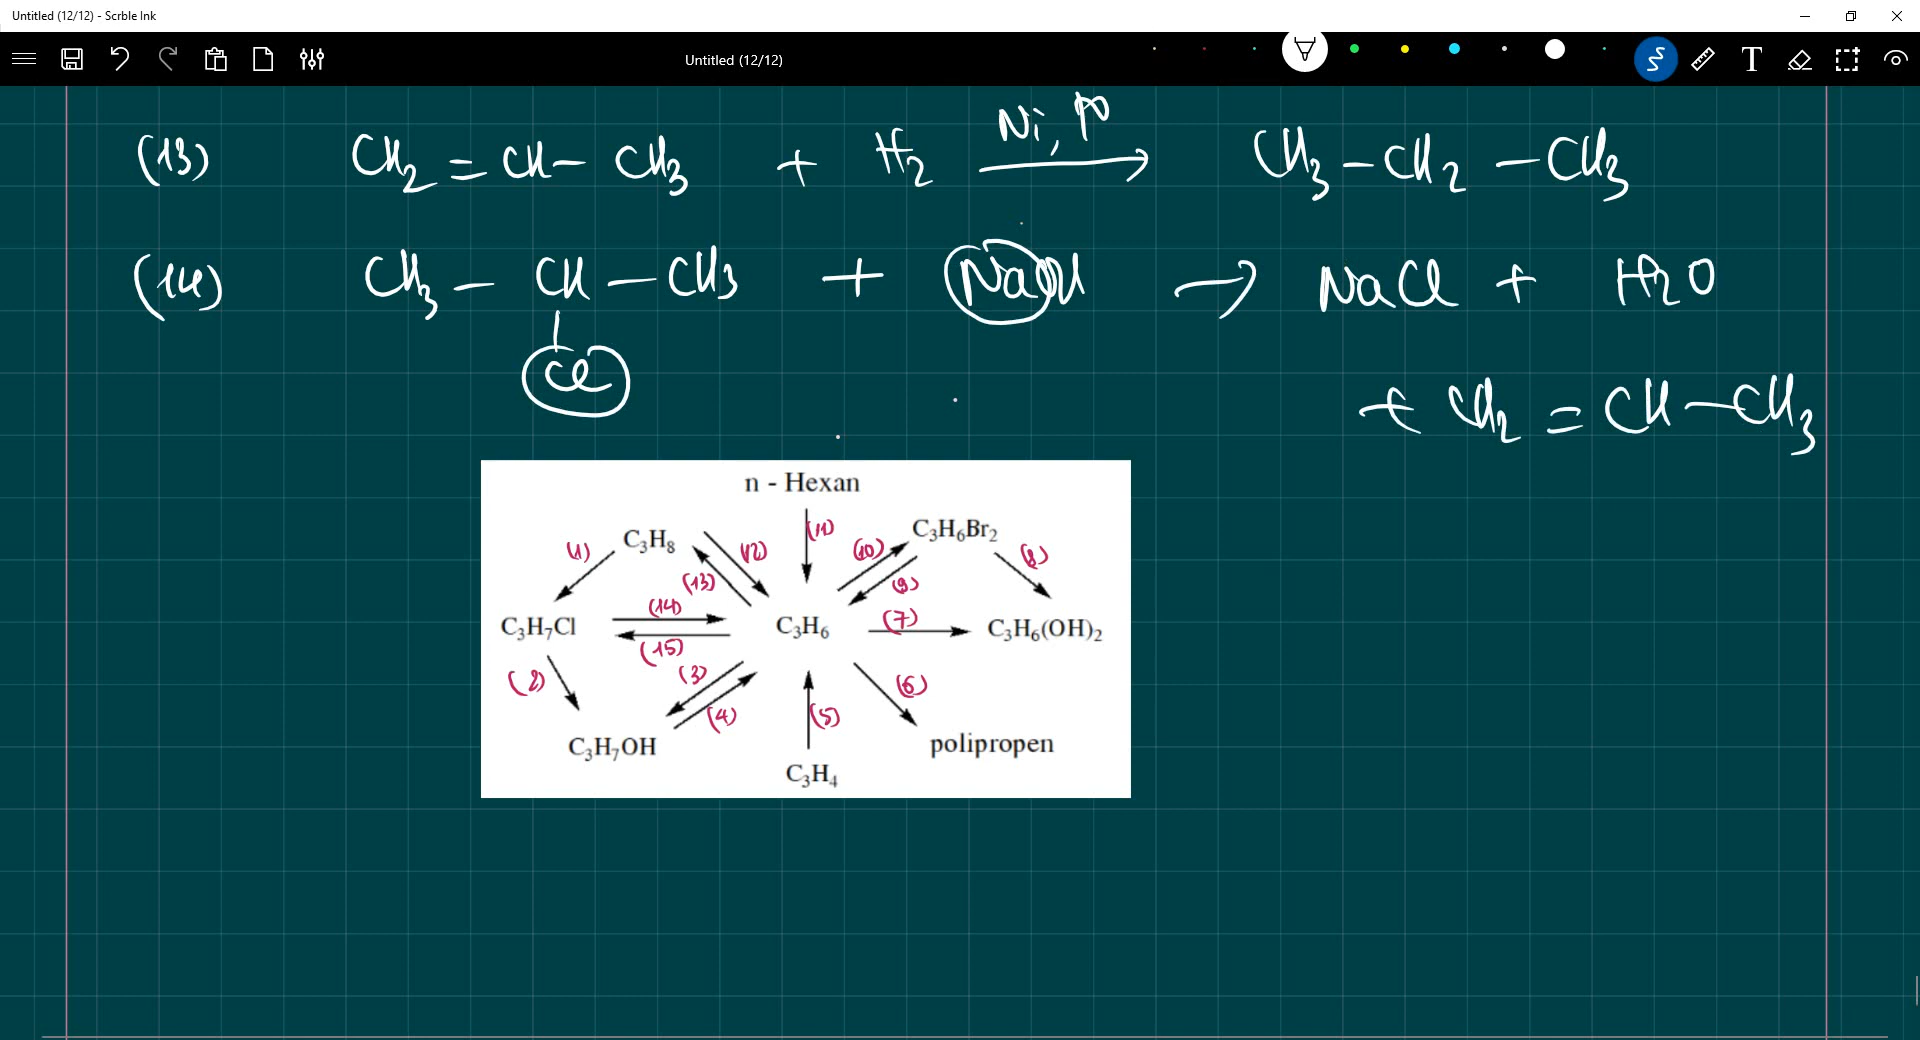 Untitled (12/12) - Scrble Ink
Untitled (12/12)
T
(13) CH2 = CH - CH3 + H2 Ni, t° → CH3 - CH2 - CH3
(14) CH3 - CH - CH3 + NaOH → NaCl + H2O
Cl
+ CH2 = CH - CH3
n - Hexan
(11)
C₃H₆Br₂
C₃H₈
(1)
(12)
(10)
(8)
(13)
(9)
(14)
(7)
C₃H₇Cl
C₃H₆
C₃H₆(OH)₂
(15)
(3)
(2)
(6)
(4)
(5)
C₃H₇OH
polipropen
C₃H₄